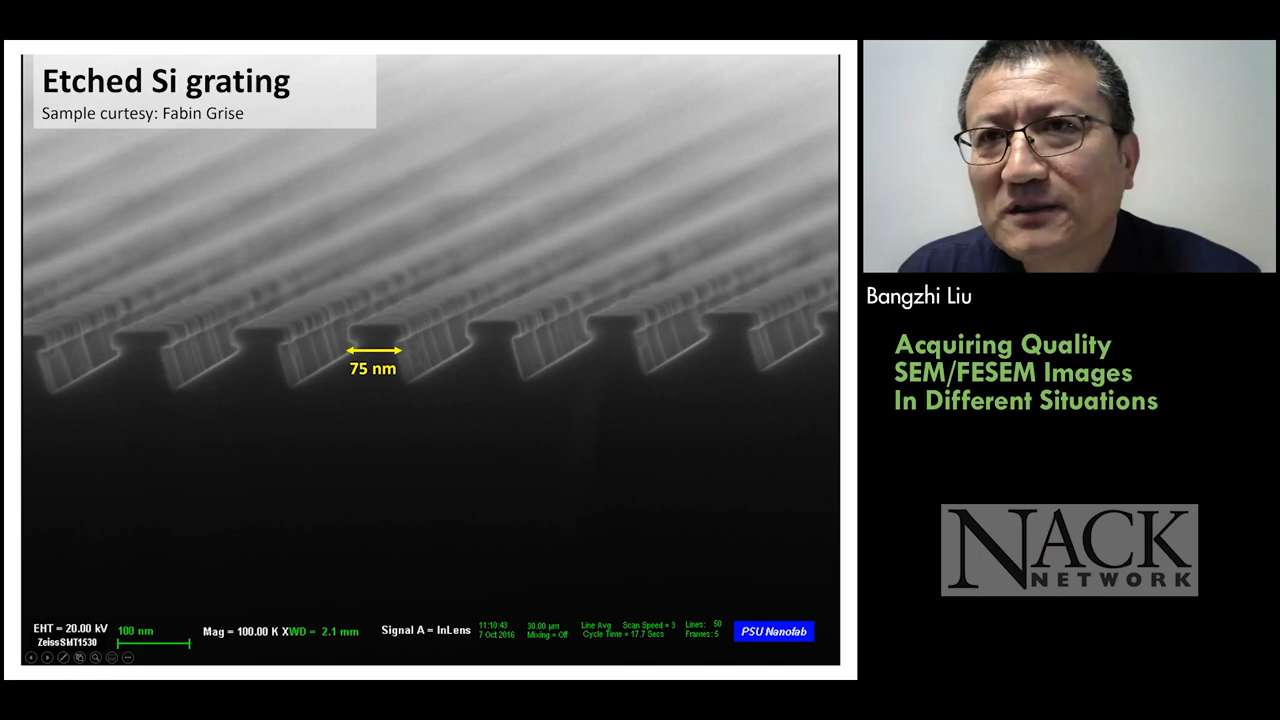 Etched Si grating
Sample curtesy: Fabin Grise
75 nm
EHT = 20.00 kV
ZeissSMT1530
100 nm
Mag = 100.00 K X
WD = 2.1 mm
Signal A = InLens
11:10:43
7 Oct 2016
30.00 µm
Mixing = Off
Line Avg Scan Speed = 3
Cycle Time = 17.7 Secs
Lines: 50
Frames: 5
PSU Nanofab
Bangzhi Liu
Acquiring Quality
SEM/FESEM Images
In Different Situations
NACK
NETWORK